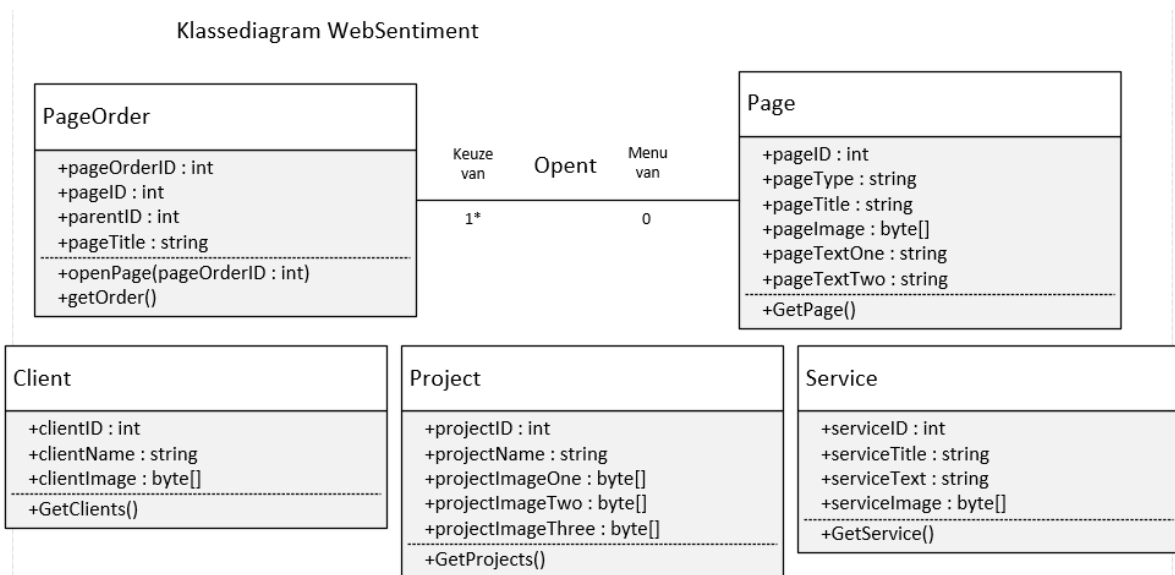 Klassediagram WebSentiment
PageOrder
+pageOrderID : int
+pageID : int
+parentID : int
+pageTitle : string
+openPage(pageOrderID : int)
+getOrder()
Keuze
van
Opent
Menu
van
1*
0
Page
+pageID : int
+pageType : string
+pageTitle : string
+pageImage : byte[]
+pageTextOne : string
+pageTextTwo : string
+GetPage()
Client
+clientID : int
+clientName : string
+clientImage : byte[]
+GetClients()
Project
+projectID : int
+projectName : string
+projectImageOne : byte[]
+projectImageTwo : byte[]
+projectImageThree : byte[]
+GetProjects()
Service
+serviceID : int
+serviceTitle : string
+serviceText : string
+serviceImage : byte[]
+GetService()